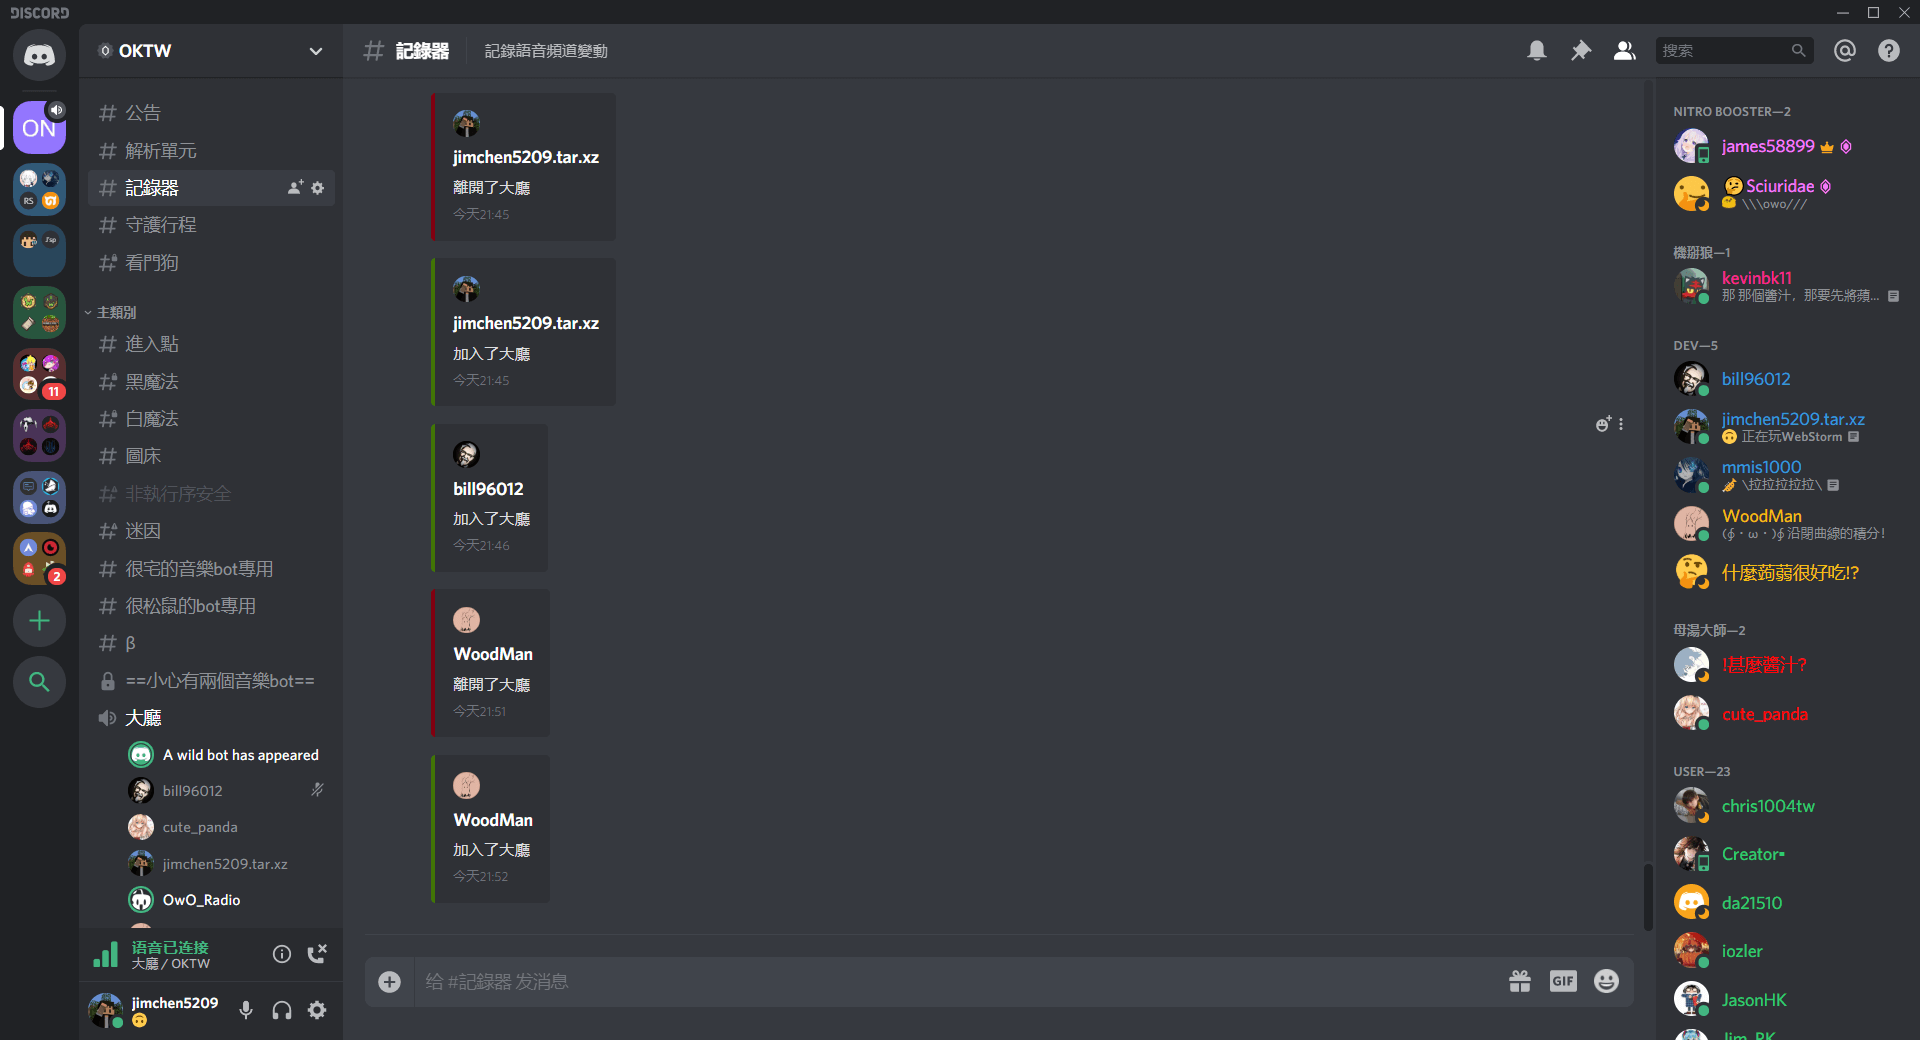 DISCORD
OKTW
# 記錄器
記錄語音頻道變動
搜索
ON
RS
11
2
公告
解析單元
記錄器
守護行程
看門狗
主類別
進入點
黑魔法
白魔法
圖床
非執行序安全
迷因
很宅的音樂bot專用
很松鼠的bot專用
β
==小心有兩個音樂bot==
大廳
A wild bot has appeared
bill96012
cute_panda
jimchen5209.tar.xz
OwO_Radio
语音已连接
大廳 / OKTW
jimchen5209
jimchen5209.tar.xz
離開了大廳
今天21:45
jimchen5209.tar.xz
加入了大廳
今天21:45
bill96012
加入了大廳
今天21:46
WoodMan
離開了大廳
今天21:51
WoodMan
加入了大廳
今天21:52
给 #記錄器 发消息
GIF
NITRO BOOSTER—2
james58899
🤔Sciuridae
\\\owo///
機掰狼—1
kevinbk11
那 那個醬汁，那要先將蘋...
DEV—5
bill96012
jimchen5209.tar.xz
🙃 正在玩WebStorm
mmis1000
🎺 \拉拉拉拉拉\
WoodMan
(∮・ω・)∮ 沿閉曲線的積分！
什麼蒟蒻很好吃!?
母湯大師—2
!甚麼醬汁?
cute_panda
USER—23
chris1004tw
Creator
da21510
iozler
JasonHK